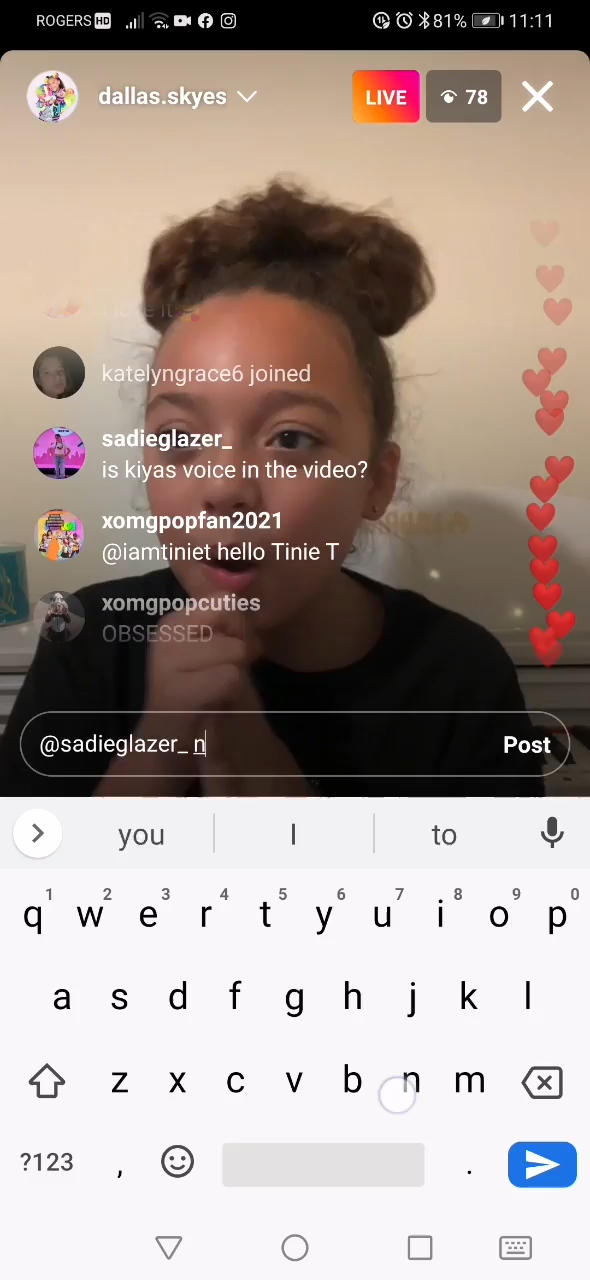 ROGERS HD 81% 11:11
dallas.skyes LIVE 78
love it
katelyngrace6 joined
sadieglazer_
is kiyas voice in the video?
xomgpopfan2021
@iamtiniet hello Tinie T
xomgpopcuties
OBSESSED
@sadieglazer_ n Post
you I to
1 2 3 4 5 6 7 8 9 0
q w e r t y u i o p
a s d f g h j k l
z x c v b n m
?123 , .